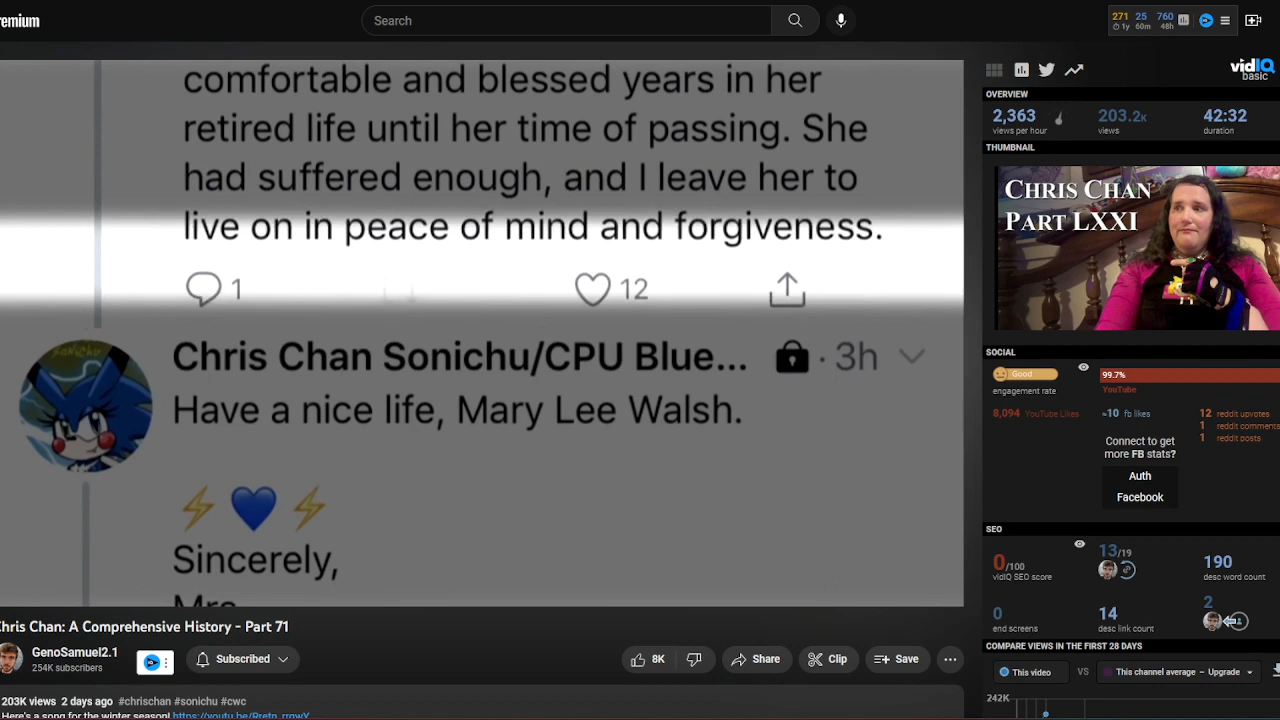 remium
Search
271 25 760
1y 60m 48h
comfortable and blessed years in her
retired life until her time of passing. She
had suffered enough, and I leave her to
live on in peace of mind and forgiveness.
1 12
Chris Chan Sonichu/CPU Blue... · 3h
Have a nice life, Mary Lee Walsh.
⚡💙⚡
Sincerely,
Mrs
vidIQ
basic
OVERVIEW
2,363 203.2K 42:32
views per hour views duration
THUMBNAIL
CHRIS CHAN
PART LXXI
SOCIAL
Good 99.7%
engagement rate YouTube
8,094 YouTube Likes ≈10 fb likes 12 reddit upvotes
1 reddit comments
1 reddit posts
Connect to get
more FB stats?
Auth
Facebook
SEO
0/100 13/19 190
vidIQ SEO score desc word count
0 14 2
end screens desc link count
COMPARE VIEWS IN THE FIRST 28 DAYS
This video VS This channel average – Upgrade
242K
hris Chan: A Comprehensive History - Part 71
GenoSamuel2.1
254K subscribers
Subscribed
8K Share Clip Save ...
203K views 2 days ago #chrischan #sonichu #cwc
Here's a song for the winter season!